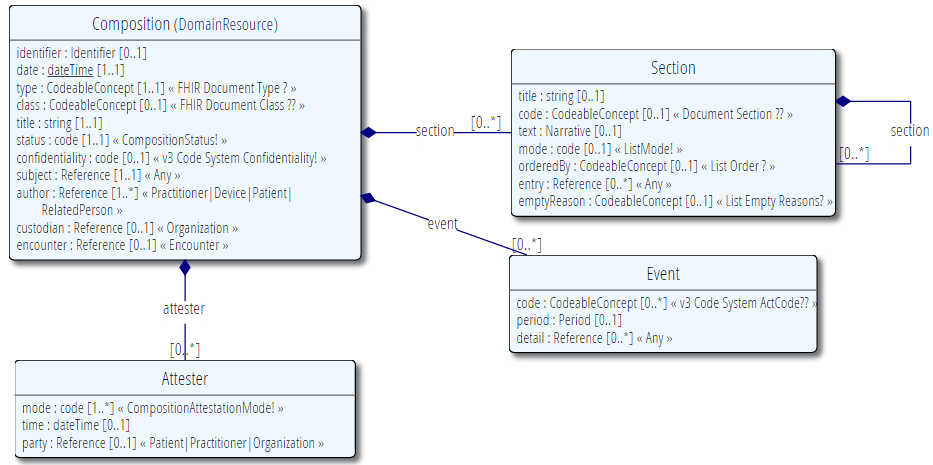 Composition (DomainResource)
identifier : Identifier [0..1]
date : dateTime [1..1]
type : CodeableConcept [1..1] « FHIR Document Type ? »
class : CodeableConcept [0..1] « FHIR Document Class ?? »
title : string [1..1]
status : code [1..1] « CompositionStatus! »
confidentiality : code [0..1] « v3 Code System Confidentiality! »
subject : Reference [1..1] « Any »
author : Reference [1..*] « Practitioner|Device|Patient|
RelatedPerson »
custodian : Reference [0..1] « Organization »
encounter : Reference [0..1] « Encounter »
section
[0..*]
Section
title : string [0..1]
code : CodeableConcept [0..1] « Document Section ?? »
text : Narrative [0..1]
mode : code [0..1] « ListMode! »
orderedBy : CodeableConcept [0..1] « List Order ? »
entry : Reference [0..*] « Any »
emptyReason : CodeableConcept [0..1] « List Empty Reasons? »
section
[0..*]
event
[0..*]
Event
code : CodeableConcept [0..*] « v3 Code System ActCode?? »
period : Period [0..1]
detail : Reference [0..*] « Any »
attester
[0..*]
Attester
mode : code [1..*] « CompositionAttestationMode! »
time : dateTime [0..1]
party : Reference [0..1] « Patient|Practitioner|Organization »